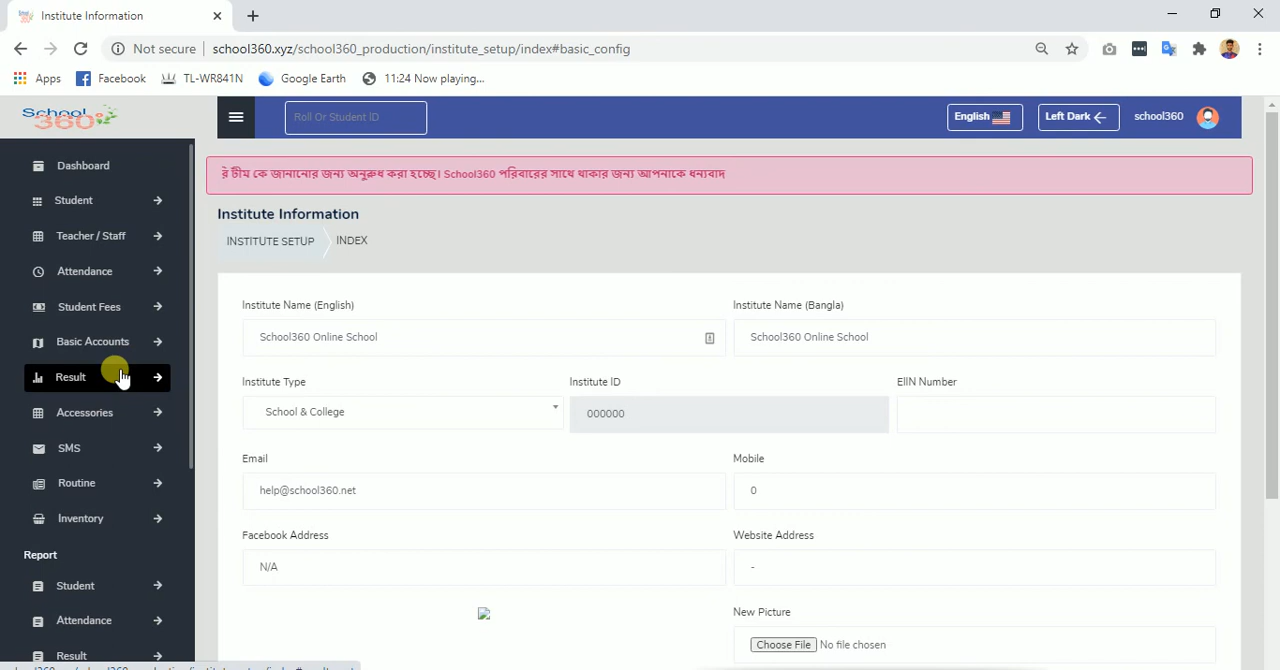 Institute Information
Not secure
school360.xyz/school360_production/institute_setup/index#basic_config
Apps
Facebook
TL-WR841N
Google Earth
11:24 Now playing...
School 360
Roll Or Student ID
English
Left Dark
school360
রে টীম কে জানানোর জন্য অনুরুধ করা হচ্ছে। School360 পরিবারের সাথে থাকার জন্য আপনাকে ধন্যবাদ
Dashboard
Student
Teacher / Staff
Attendance
Student Fees
Basic Accounts
Result
Accessories
SMS
Routine
Inventory
Report
Student
Attendance
Result
Institute Information
INSTITUTE SETUP
INDEX
Institute Name (English)
Institute Name (Bangla)
School360 Online School
School360 Online School
Institute Type
Institute ID
EIIN Number
School & College
000000
Email
Mobile
help@school360.net
0
Facebook Address
Website Address
N/A
-
New Picture
Choose File No file chosen